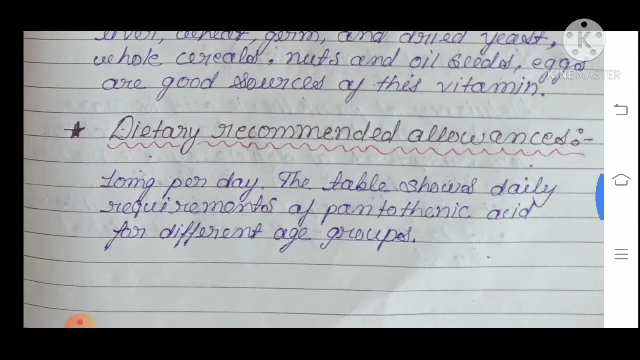 liver, wheat, germ, and dried yeast,
whole cereals, nuts and oil seeds, eggs
are good sources of this vitamin.
* Dietary recommended allowances:-
10mg per day. The table shows daily
requirements of pantothenic acid
for different age groups.
KINEMASTER